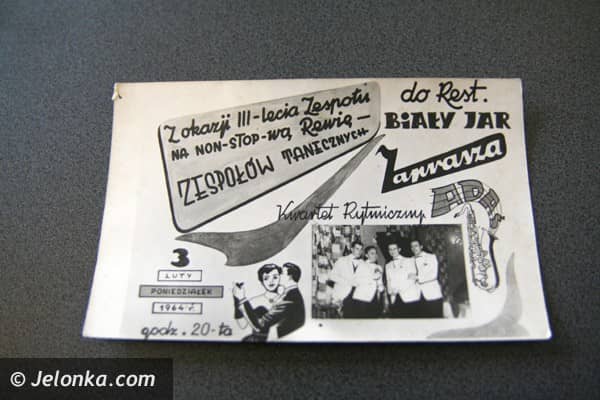 Z okazji III-lecia Zespołu
NA NON-STOP-WĄ Rewię —
ZESPOŁÓW TANECZNYCH
do Rest.
BIAŁY JAR
Zaprasza
Kwartet Rytmiczny
3
LUTY
PONIEDZIAŁEK
1964 r.
godz. 20-ta
© Jelonka.com